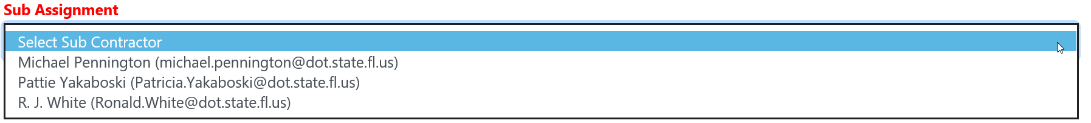 Sub Assignment
Select Sub Contractor
Michael Pennington (michael.pennington@dot.state.fl.us)
Pattie Yakaboski (Patricia.Yakaboski@dot.state.fl.us)
R. J. White (Ronald.White@dot.state.fl.us)